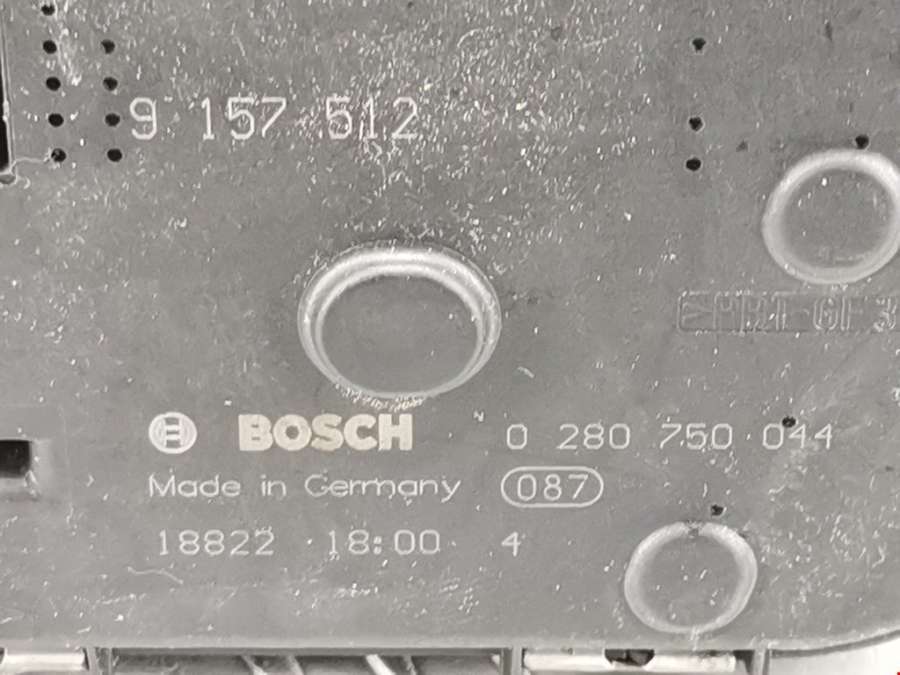 9 157 512
BOSCH 0 280 750 044
Made in Germany 087
18822 18:00 4